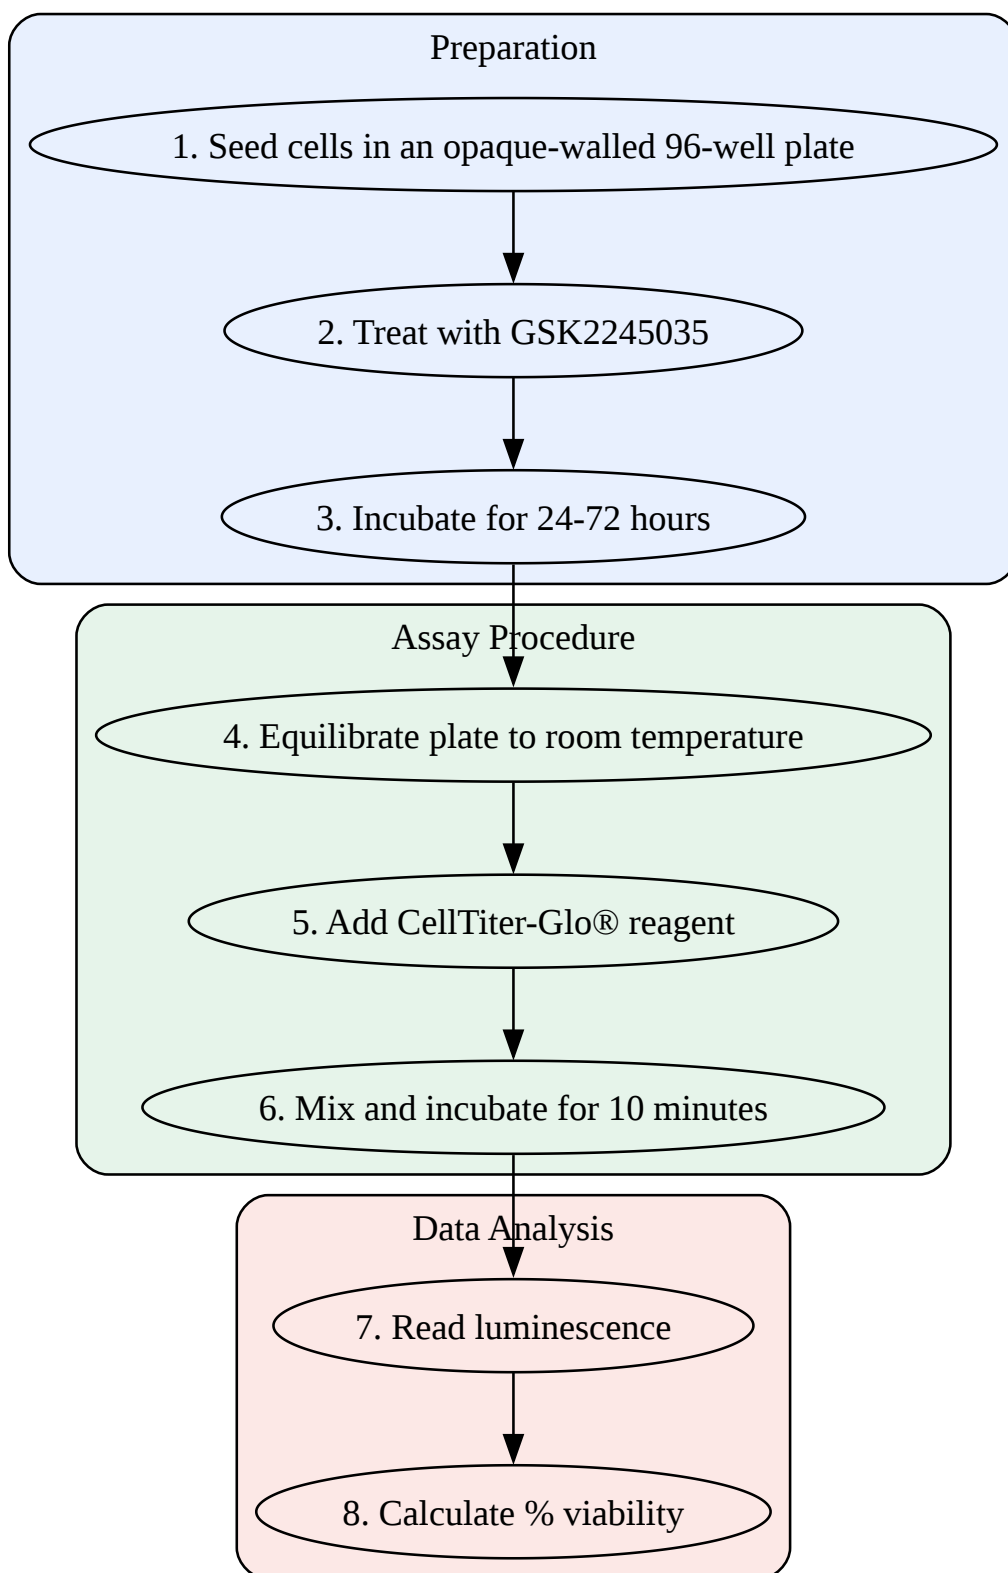 Preparation
1. Seed cells in an opaque-walled 96-well plate
2. Treat with GSK2245035
3. Incubate for 24-72 hours
Assay Procedure
4. Equilibrate plate to room temperature
5. Add CellTiter-Glo® reagent
6. Mix and incubate for 10 minutes
Data Analysis
7. Read luminescence
8. Calculate % viability